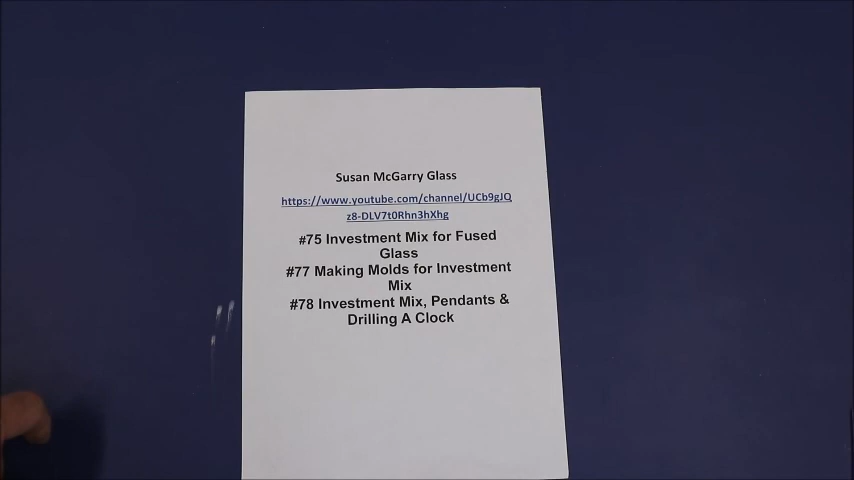 Susan McGarry Glass
https://www.youtube.com/channel/UCb9gJQ
z8-DLV7t0Rhn3hXhg
#75 Investment Mix for Fused
Glass
#77 Making Molds for Investment
Mix
#78 Investment Mix, Pendants &
Drilling A Clock